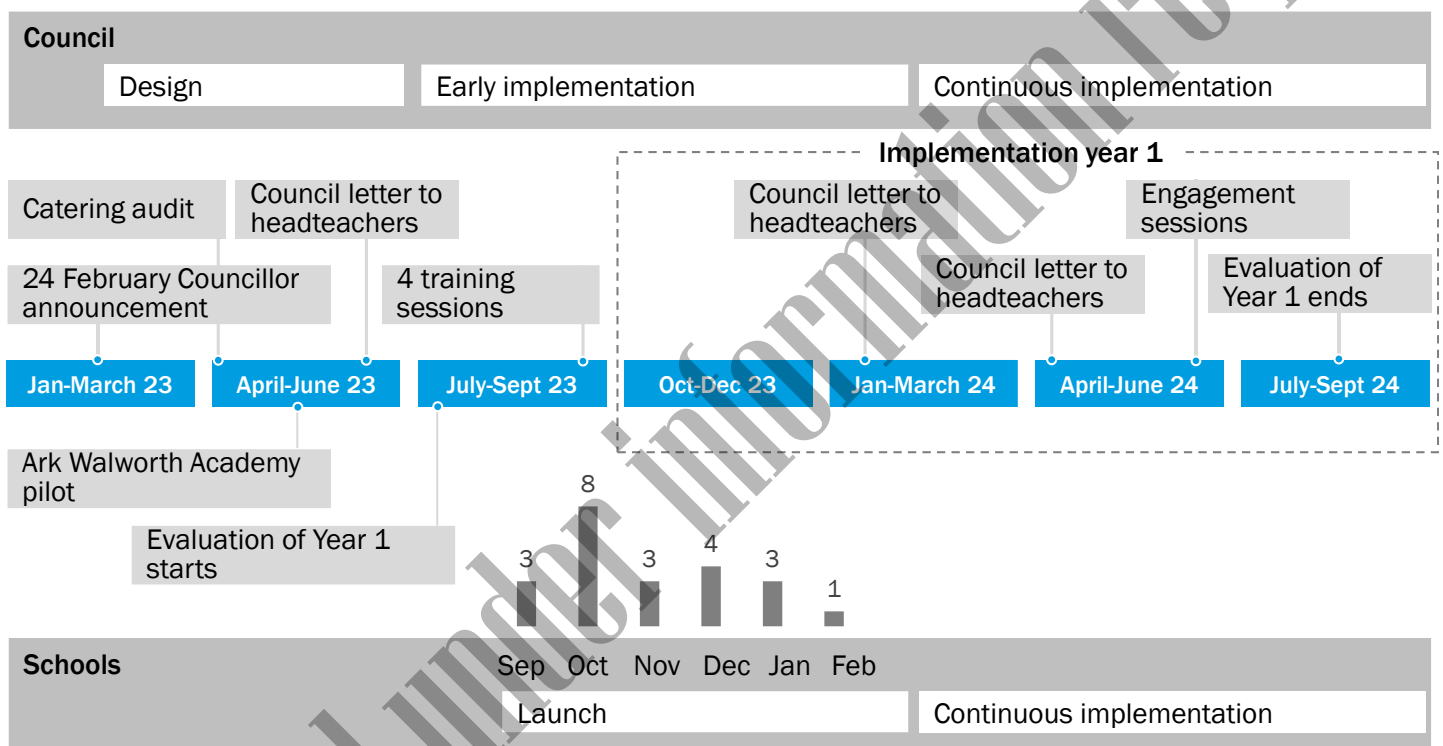 Council
Design
Early implementation
Continuous implementation
Implementation year 1
Catering audit
Council letter to
headteachers
Council letter to
headteachers
Engagement
sessions
24 February Councillor
announcement
4 training
sessions
Council letter to
headteachers
Evaluation of
Year 1 ends
Jan-March 23
April-June 23
July-Sept 23
Oct-Dec 23
Jan-March 24
April-June 24
July-Sept 24
Ark Walworth Academy
pilot
Evaluation of Year 1
starts
3
8
3
4
3
1
Schools
Sep Oct Nov Dec Jan Feb
Launch
Continuous implementation
under information